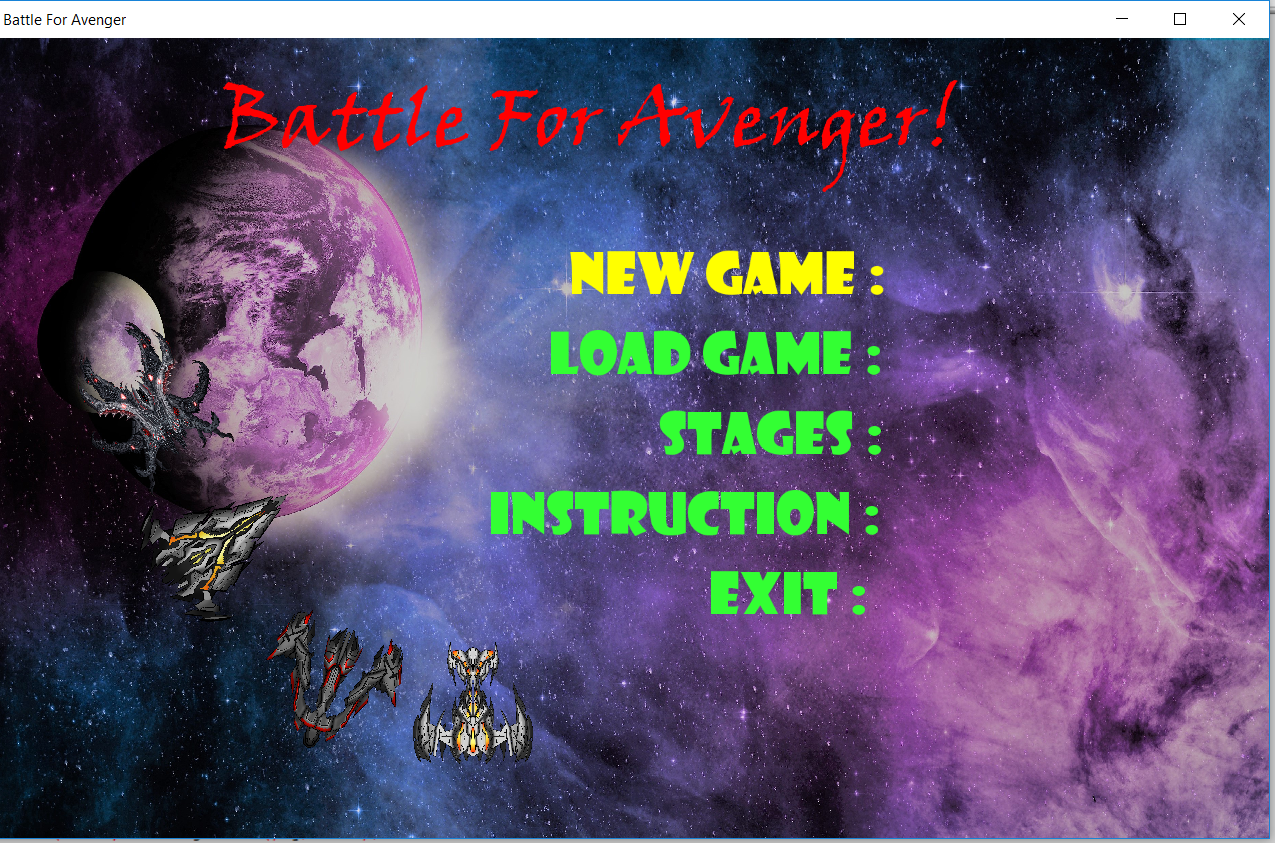 Battle For Avenger
Battle For Avenger!
NEW GAME :
LOAD GAME :
STAGES :
INSTRUCTION :
EXIT :